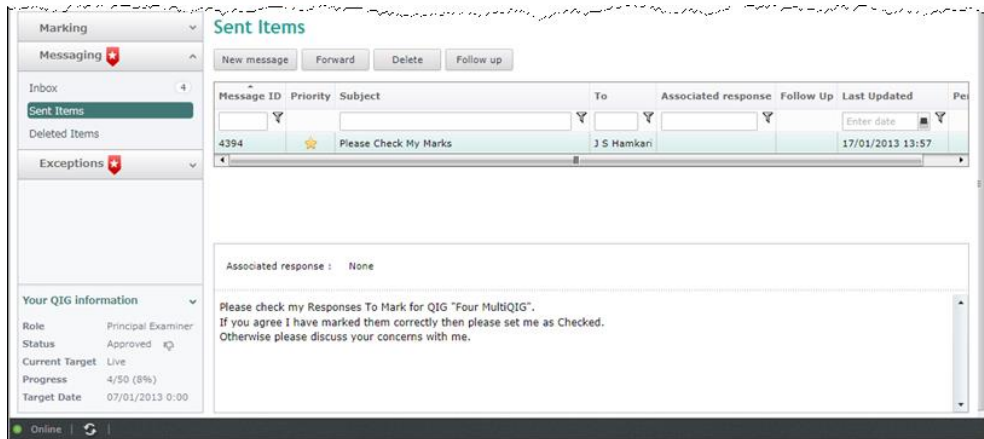 Marking
Messaging
Inbox 4
Sent Items
Deleted Items
Exceptions
Your QIG information
Role Principal Examiner
Status Approved
Current Target Live
Progress 4/50 (8%)
Target Date 07/01/2013 0:00
Sent Items
New message Forward Delete Follow up
Message ID Priority Subject To Associated response Follow Up Last Updated Per
Enter date
4394 Please Check My Marks J S Hamkari 17/01/2013 13:57
Associated response : None
Please check my Responses To Mark for QIG "Four MultiQIG".
If you agree I have marked them correctly then please set me as Checked.
Otherwise please discuss your concerns with me.
Online